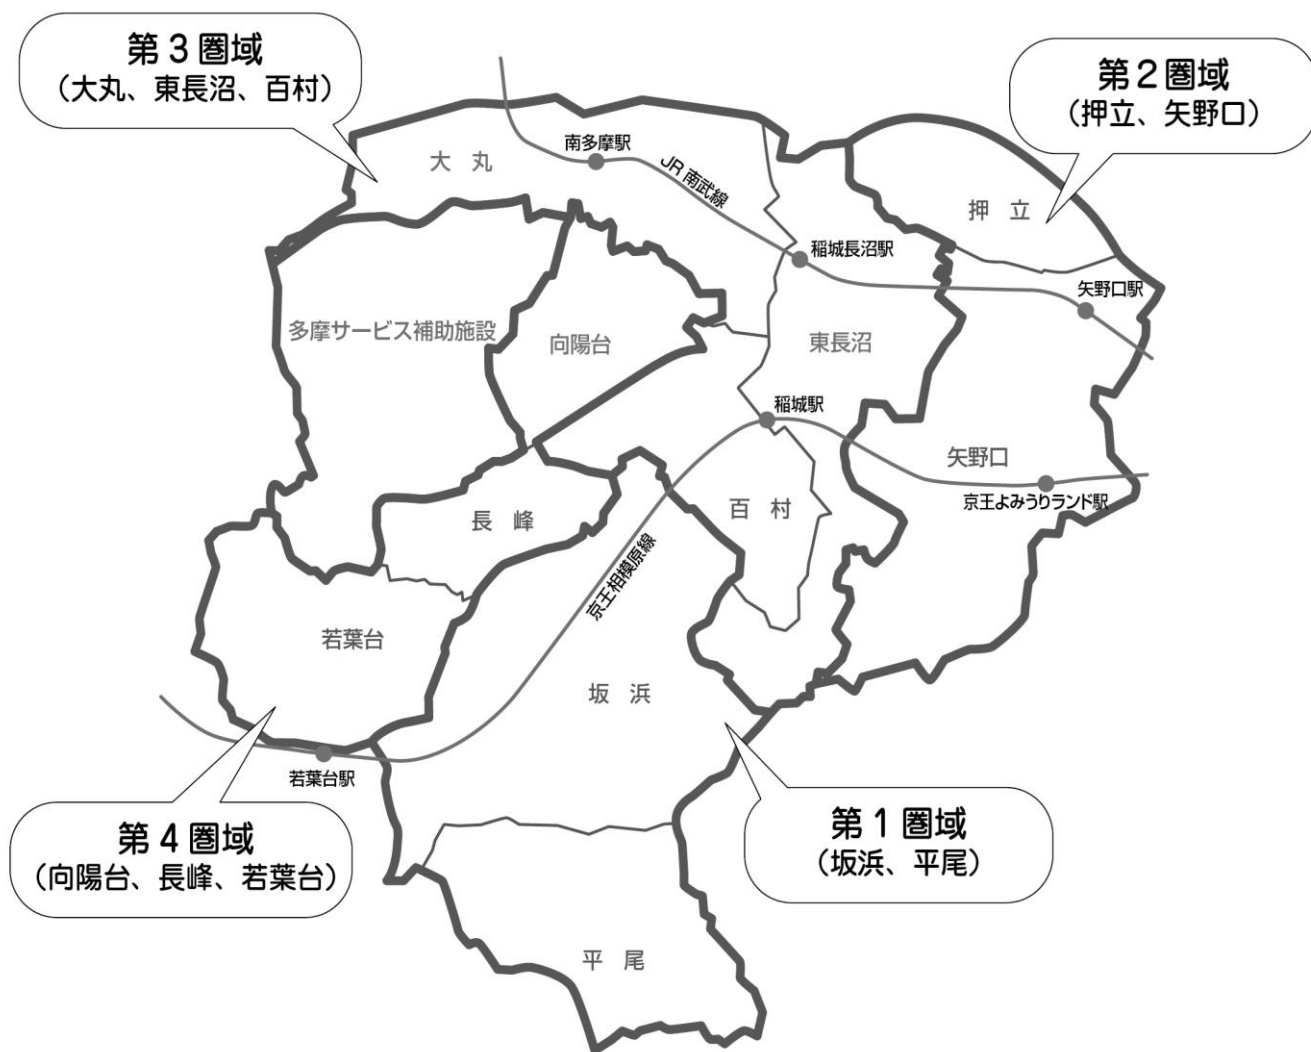 第3圏域
（大丸、東長沼、百村）
第2圏域
（押立、矢野口）
大 丸
南多摩駅
JR南武線
押 立
稲城長沼駅
矢野口駅
多摩サービス補助施設
向陽台
東長沼
稲城駅
矢野口
京王よみうりランド駅
長 峰
百 村
京王相模原線
若葉台
坂 浜
若葉台駅
第4圏域
（向陽台、長峰、若葉台）
第1圏域
（坂浜、平尾）
平 尾